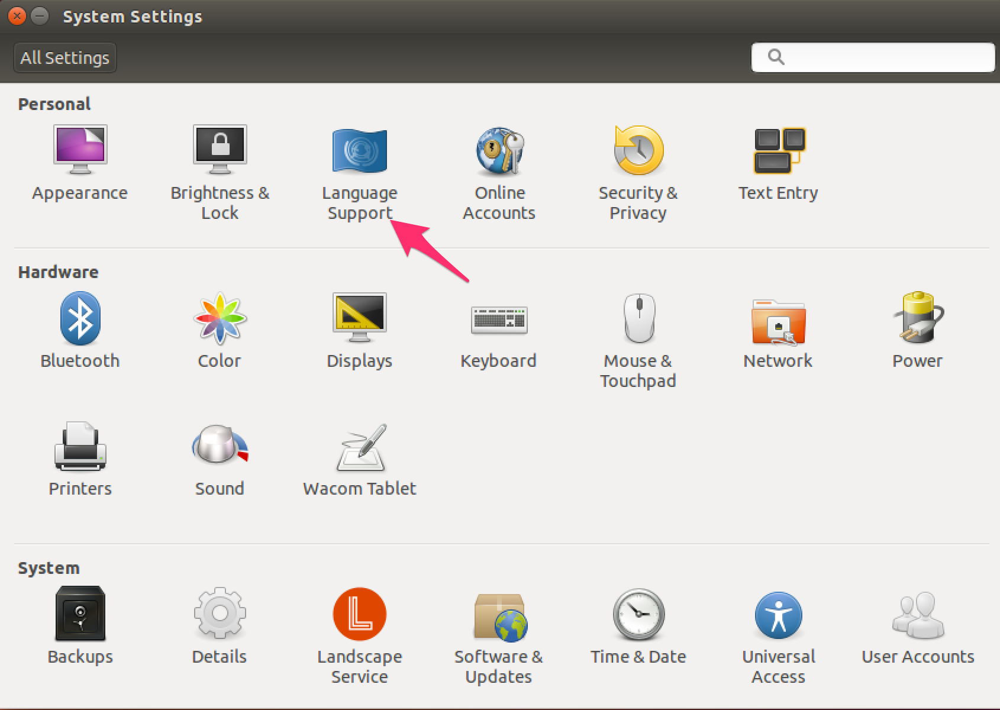 System Settings
All Settings
Personal
Appearance
Brightness &
Lock
Language
Support
Online
Accounts
Security &
Privacy
Text Entry
Hardware
Bluetooth
Color
Displays
Keyboard
Mouse &
Touchpad
Network
Power
Printers
Sound
Wacom Tablet
System
Backups
Details
Landscape
Service
Software &
Updates
Time & Date
Universal
Access
User Accounts